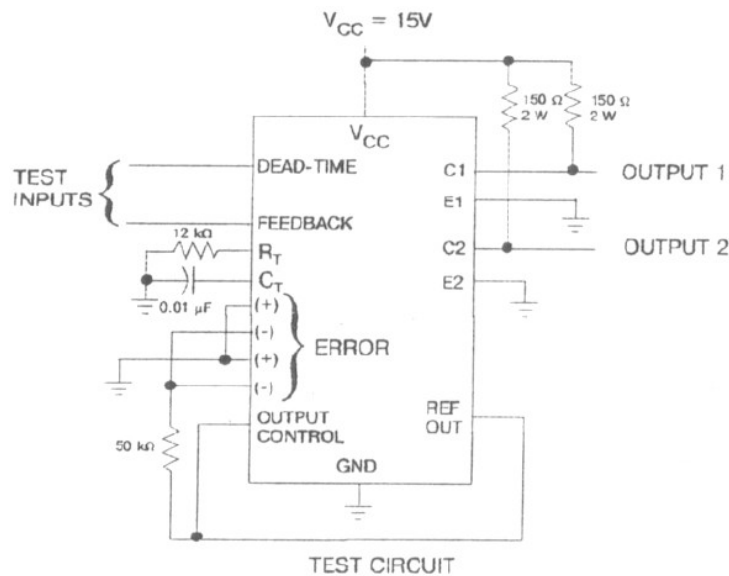 V_CC = 15V
150 Ω
2 W
150 Ω
2 W
V_CC
TEST
INPUTS
DEAD-TIME
FEEDBACK
12 kΩ
R_T
C_T
0.01 µF
(+)
(-)
(+)
(-)
ERROR
OUTPUT
CONTROL
50 kΩ
GND
C1
E1
C2
E2
REF
OUT
OUTPUT 1
OUTPUT 2
TEST CIRCUIT